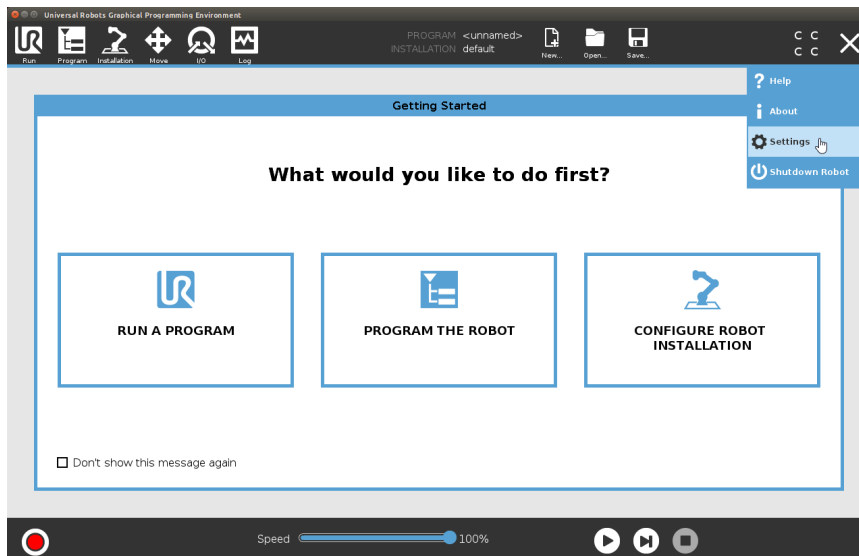 Universal Robots Graphical Programming Environment
PROGRAM <unnamed>
INSTALLATION default
Run
Program
Installation
Move
I/O
Log
New...
Open...
Save...
C C
C C
Help
About
Settings
Shutdown Robot
Getting Started
What would you like to do first?
RUN A PROGRAM
PROGRAM THE ROBOT
CONFIGURE ROBOT
INSTALLATION
Don't show this message again
Speed
100%